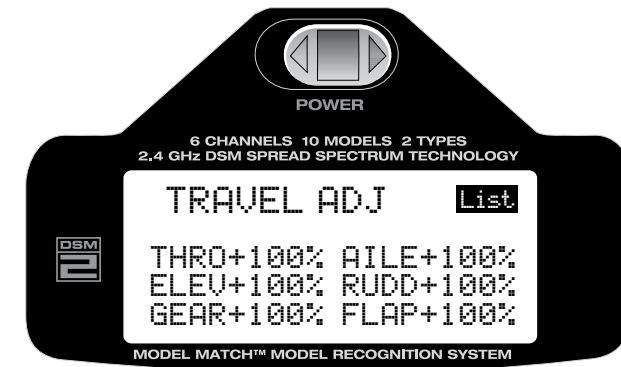 POWER
6 CHANNELS 10 MODELS 2 TYPES
2.4 GHz DSM SPREAD SPECTRUM TECHNOLOGY
TRAVEL ADJ List
DSM
2
THRO+100% AILE+100%
ELEV+100% RUDD+100%
GEAR+100% FLAP+100%
MODEL MATCH™ MODEL RECOGNITION SYSTEM